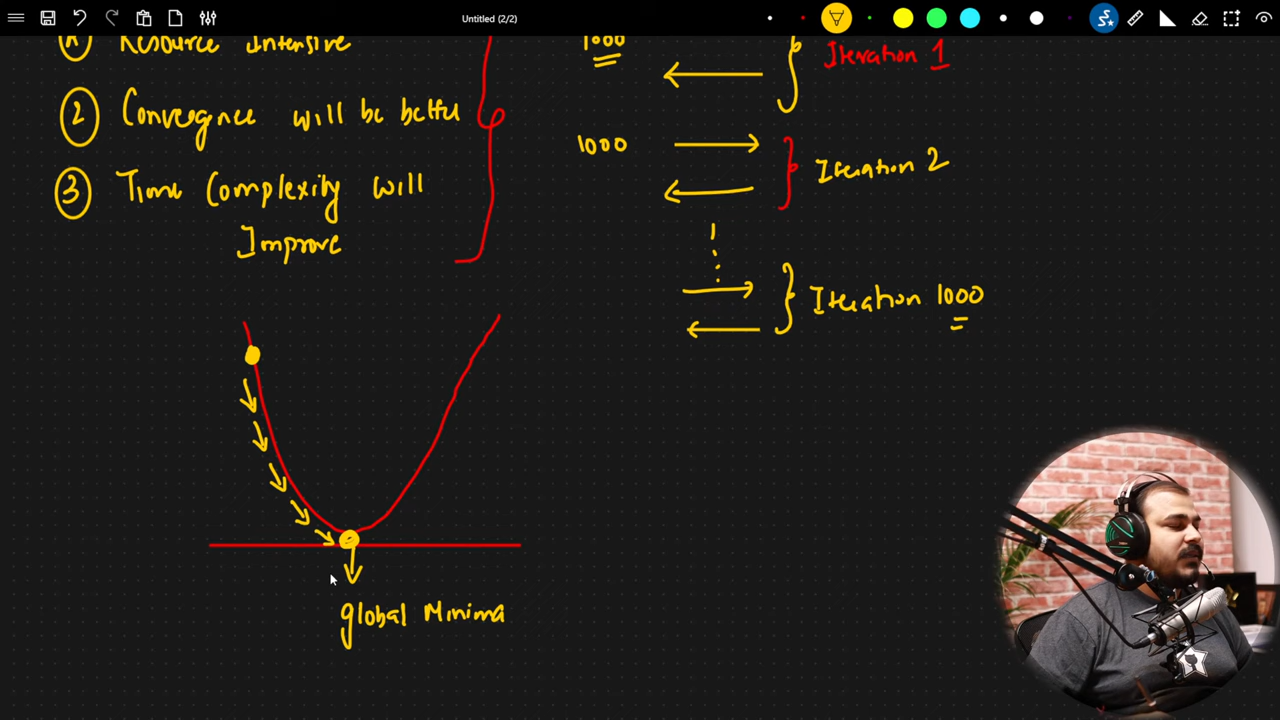 Untitled (2/2)
Resource Intensive
② Convergnce will be better
③ Time Complexity will
Improve
1000
Iteration 1
1000
Iteration 2
Iteration 1000
global Minima